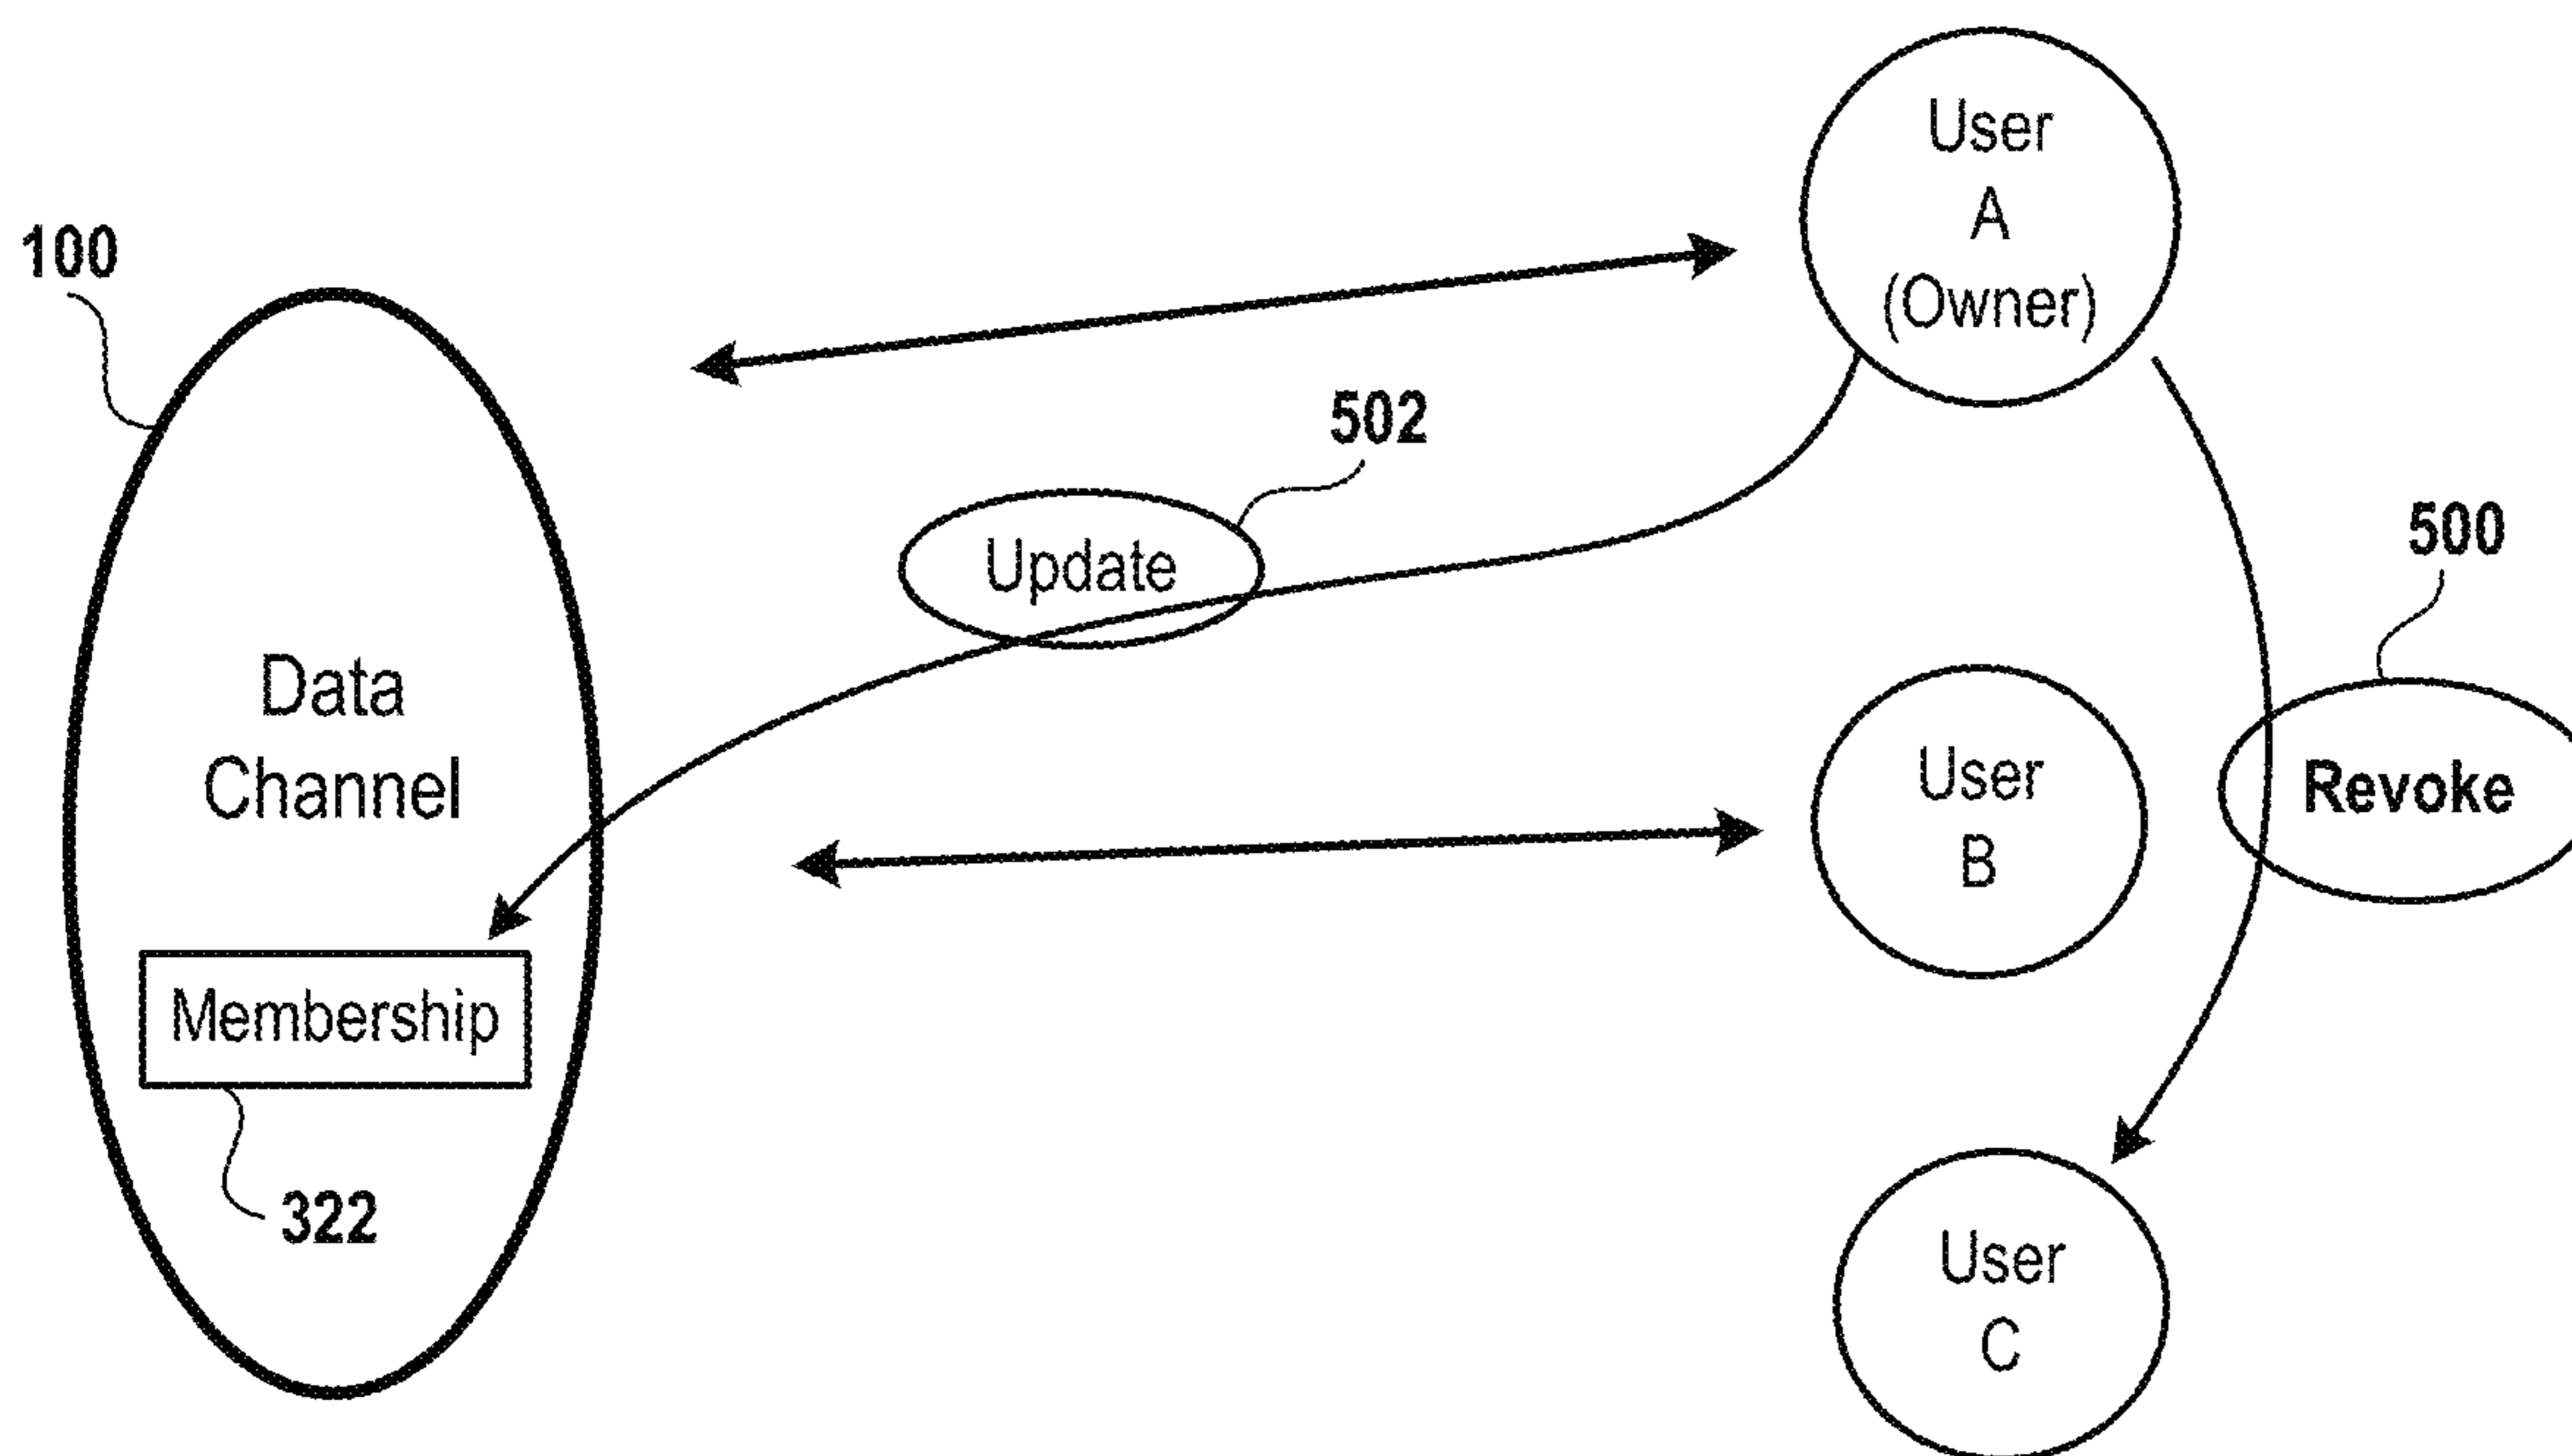 User
A
(Owner)
100
502
Update
500
Data
Channel
User
B
Revoke
Membership
322
User
C